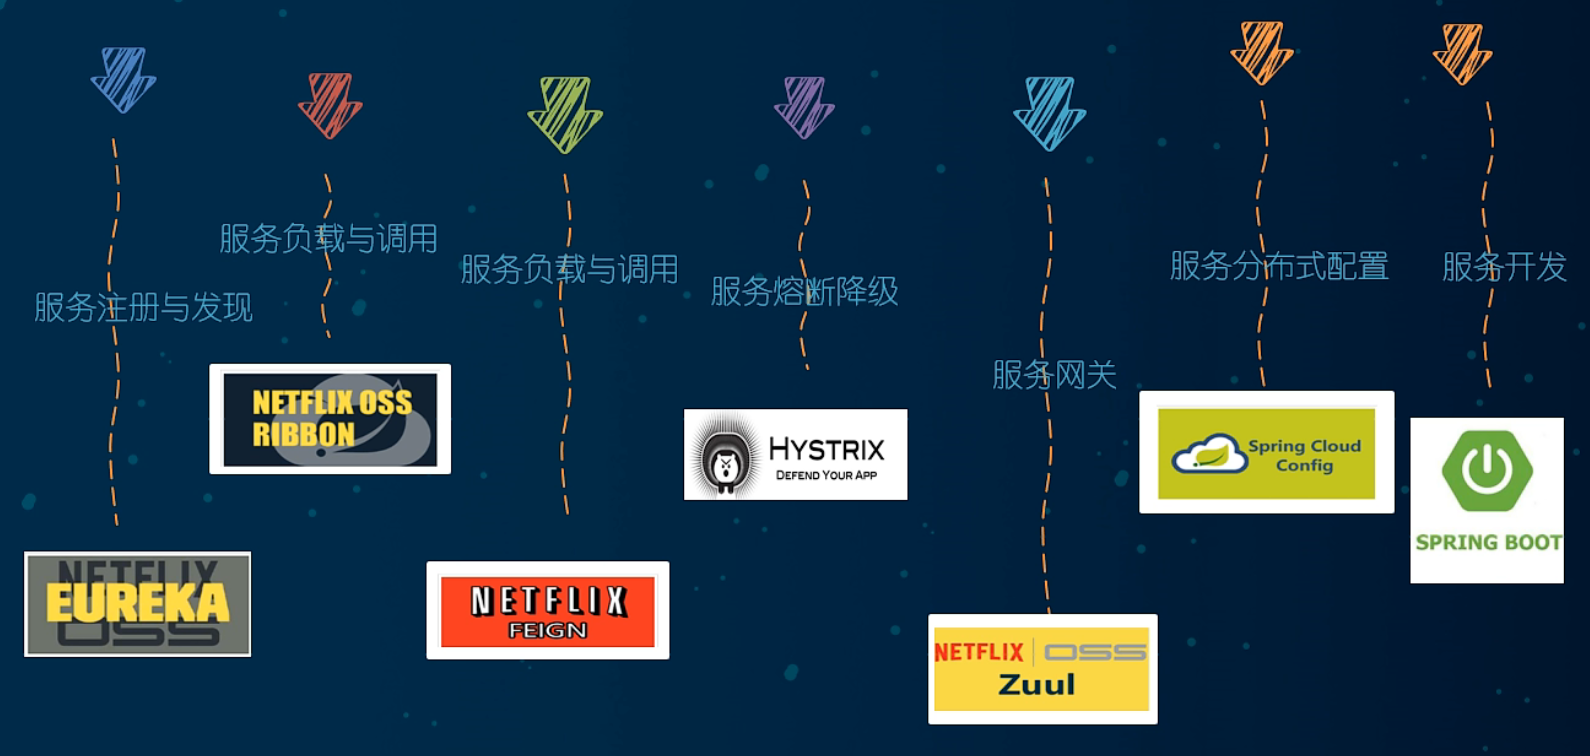 服务注册与发现
NETFLIX
EUREKA
OSS
服务负载与调用
NETFLIX OSS
RIBBON
服务负载与调用
NETFLIX
FEIGN
服务熔断降级
HYSTRIX
DEFEND YOUR APP
服务网关
NETFLIX | OSS
Zuul
服务分布式配置
Spring Cloud
Config
服务开发
SPRING BOOT